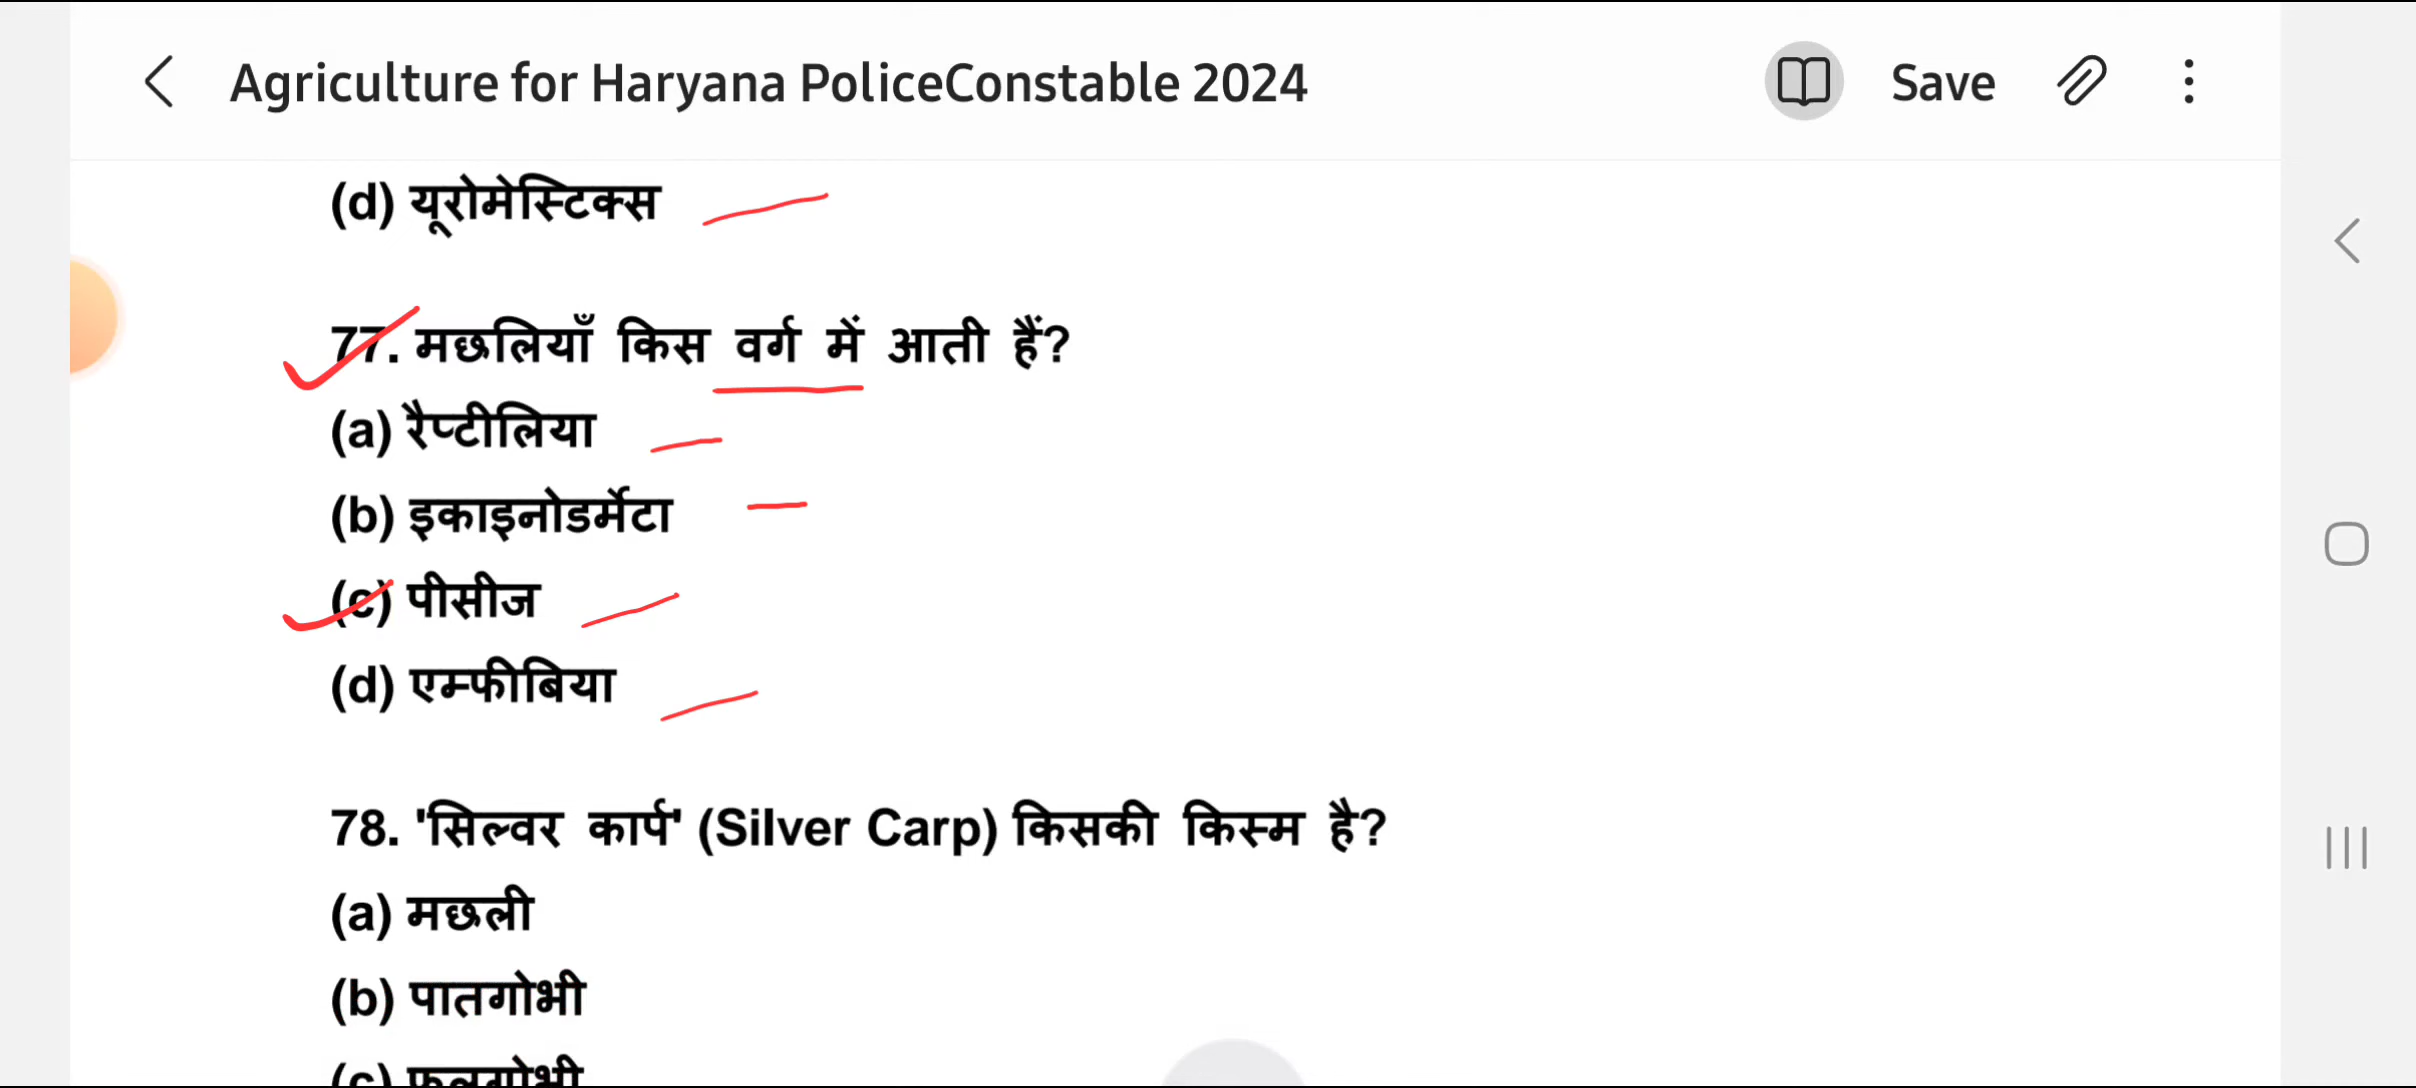 Agriculture for Haryana PoliceConstable 2024
Save
(d) यूरोमेस्टिक्स
77. मछलियाँ किस वर्ग में आती हैं?
(a) रैप्टीलिया
(b) इकाइनोडर्मेटा
(c) पीसीज
(d) एम्फीबिया
78. 'सिल्वर कार्प' (Silver Carp) किसकी किस्म है?
(a) मछली
(b) पातगोभी